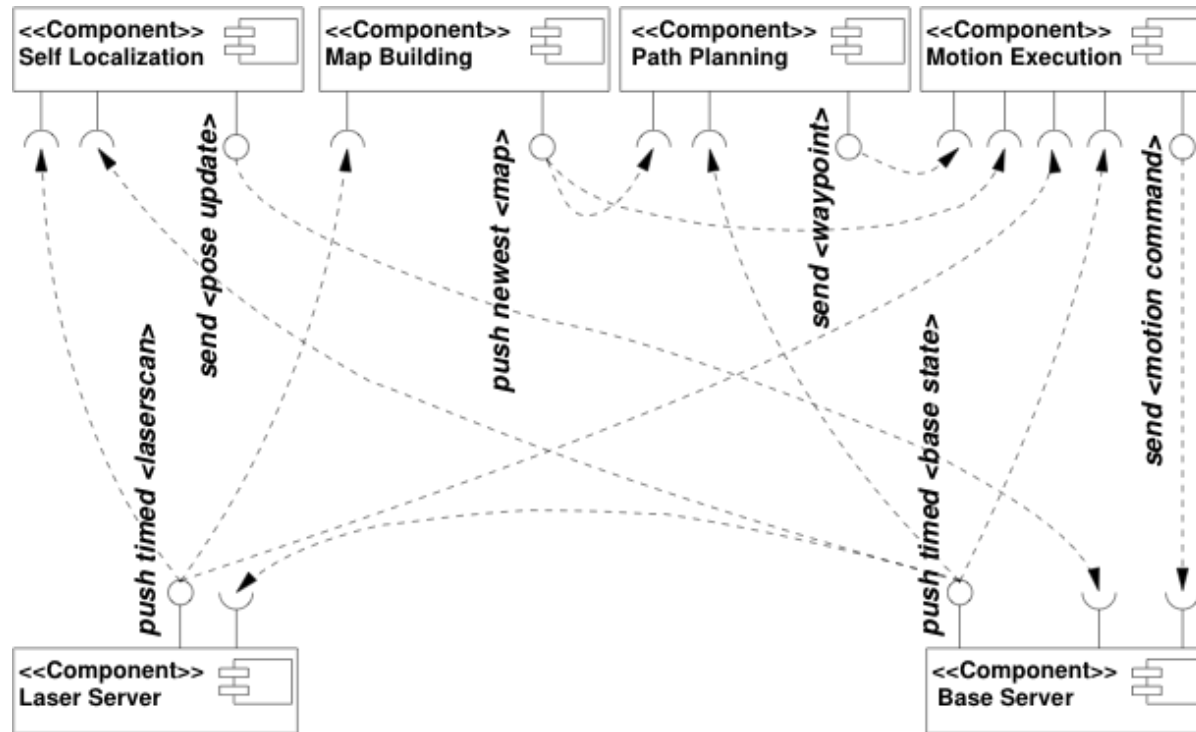 <<Component>>
Self Localization
<<Component>>
Map Building
<<Component>>
Path Planning
<<Component>>
Motion Execution
send <pose update>
push newest <map>
send <waypoint>
send <motion command>
push timed <laserscan>
push timed <base state>
<<Component>>
Laser Server
<<Component>>
Base Server